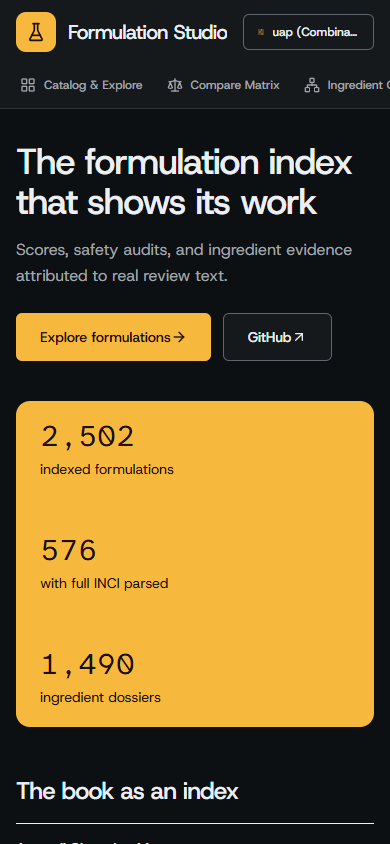 Formulation Studio
uap (Combina...
Catalog & Explore
Compare Matrix
Ingredient
The formulation index
that shows its work
Scores, safety audits, and ingredient evidence
attributed to real review text.
Explore formulations
GitHub
2,502
indexed formulations
576
with full INCI parsed
1,490
ingredient dossiers
The book as an index